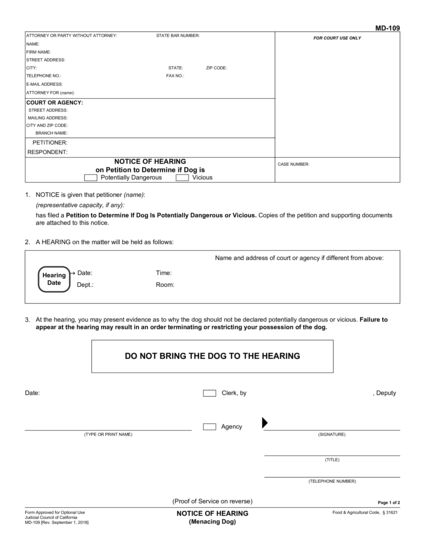 MD-109
ATTORNEY OR PARTY WITHOUT ATTORNEY: STATE BAR NUMBER:
FOR COURT USE ONLY
NAME:
FIRM NAME:
STREET ADDRESS:
CITY: STATE: ZIP CODE:
TELEPHONE NO.: FAX NO.:
E-MAIL ADDRESS:
ATTORNEY FOR (name):
COURT OR AGENCY:
STREET ADDRESS:
MAILING ADDRESS:
CITY AND ZIP CODE:
BRANCH NAME:
PETITIONER:
RESPONDENT:
NOTICE OF HEARING
on Petition to Determine if Dog is
Potentially Dangerous Vicious
CASE NUMBER:
1. NOTICE is given that petitioner (name):
(representative capacity, if any):
has filed a Petition to Determine If Dog Is Potentially Dangerous or Vicious. Copies of the petition and supporting documents
are attached to this notice.
2. A HEARING on the matter will be held as follows:
Name and address of court or agency if different from above:
Hearing Date → Date: Time:
Dept.: Room:
3. At the hearing, you may present evidence as to why the dog should not be declared potentially dangerous or vicious. Failure to
appear at the hearing may result in an order terminating or restricting your possession of the dog.
DO NOT BRING THE DOG TO THE HEARING
Date: Clerk, by , Deputy
Agency
(TYPE OR PRINT NAME) (SIGNATURE)
(TITLE)
(TELEPHONE NUMBER)
(Proof of Service on reverse)
Page 1 of 2
Form Approved for Optional Use
Judicial Council of California
MD-109 [Rev. September 1, 2016]
NOTICE OF HEARING
(Menacing Dog)
Food & Agricultural Code, § 31621